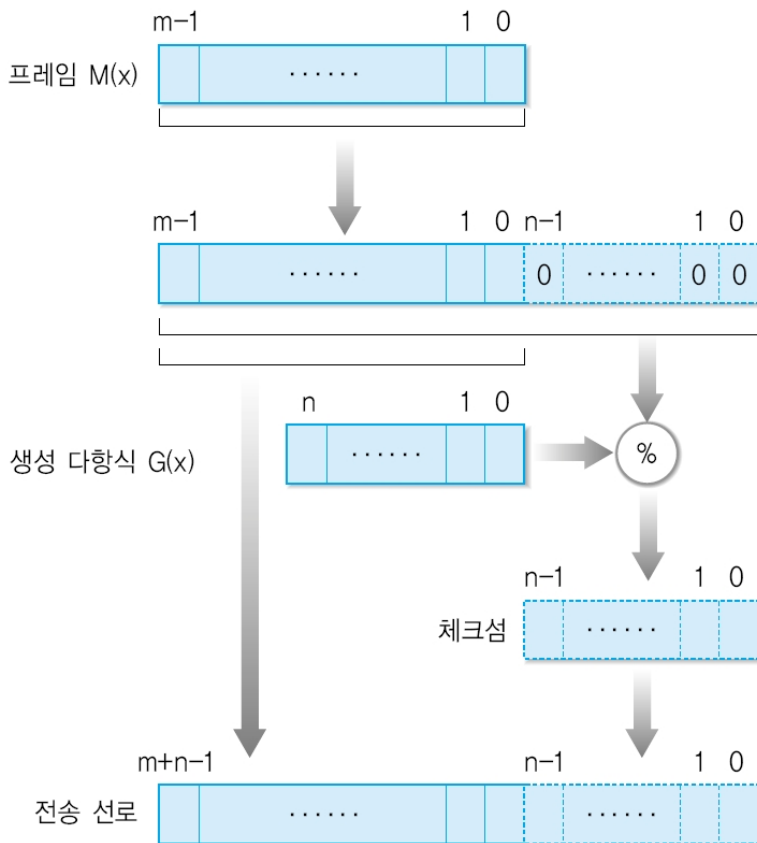 m-1 1 0
프레임 M(x) ······
m-1 1 0 n-1 1 0
······ 0 ······ 0 0
n 1 0
생성 다항식 G(x) ······ %
n-1 1 0
체크섬 ······
m+n-1 n-1 1 0
전송 선로 ······ ······